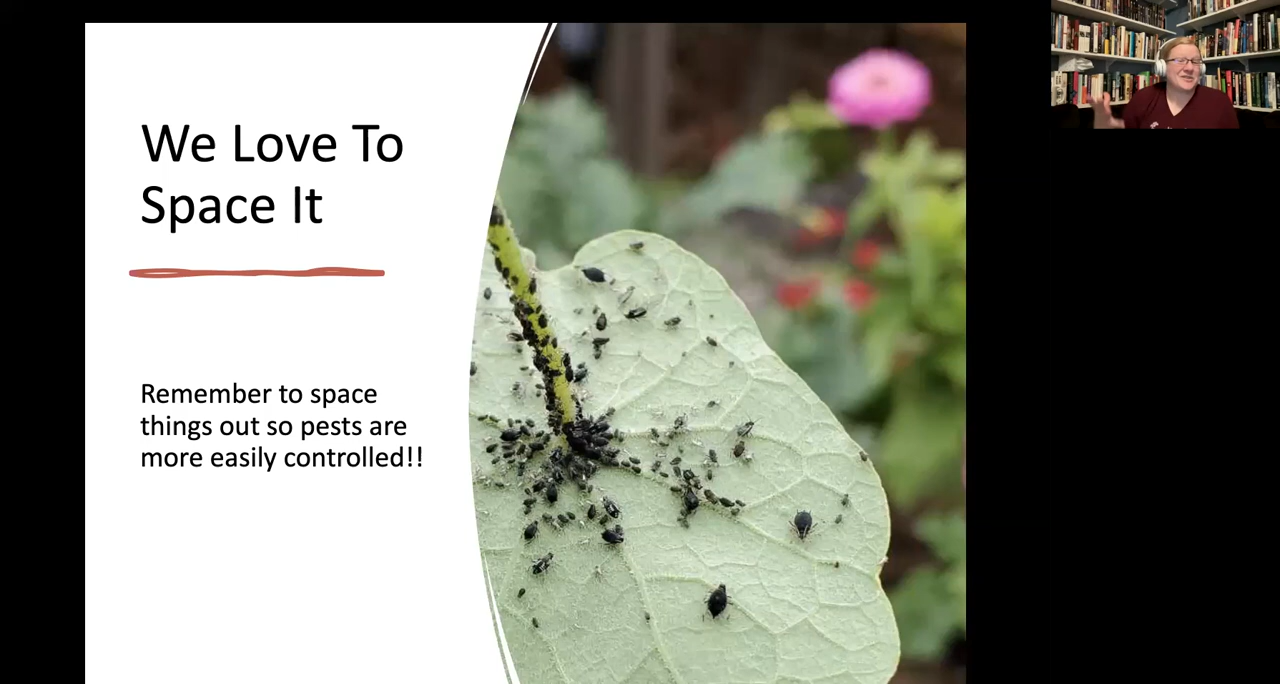 We Love To
Space It
Remember to space
things out so pests are
more easily controlled!!